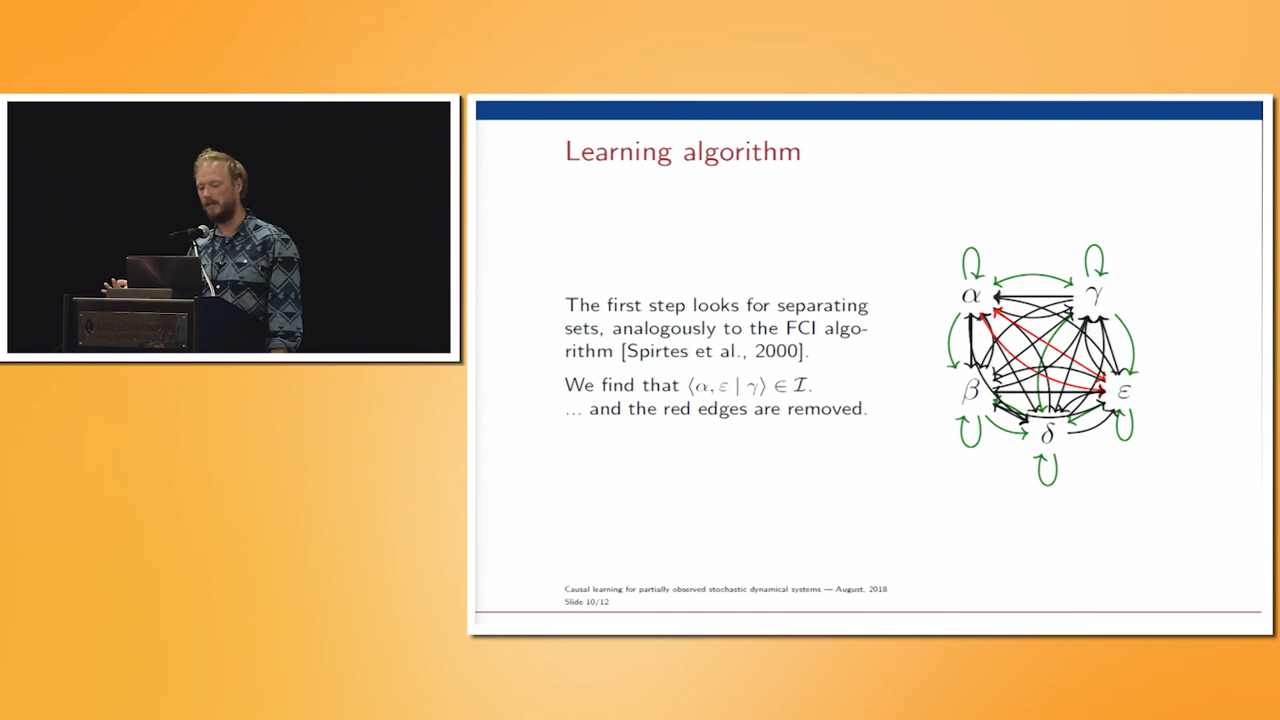 Learning algorithm
The first step looks for separating
sets, analogously to the FCI algo-
rithm [Spirtes et al., 2000].
We find that ⟨α, ε | γ⟩ ∈ I.
... and the red edges are removed.
α
γ
β
ε
δ
Causal learning for partially observed stochastic dynamical systems — August, 2018
Slide 10/12